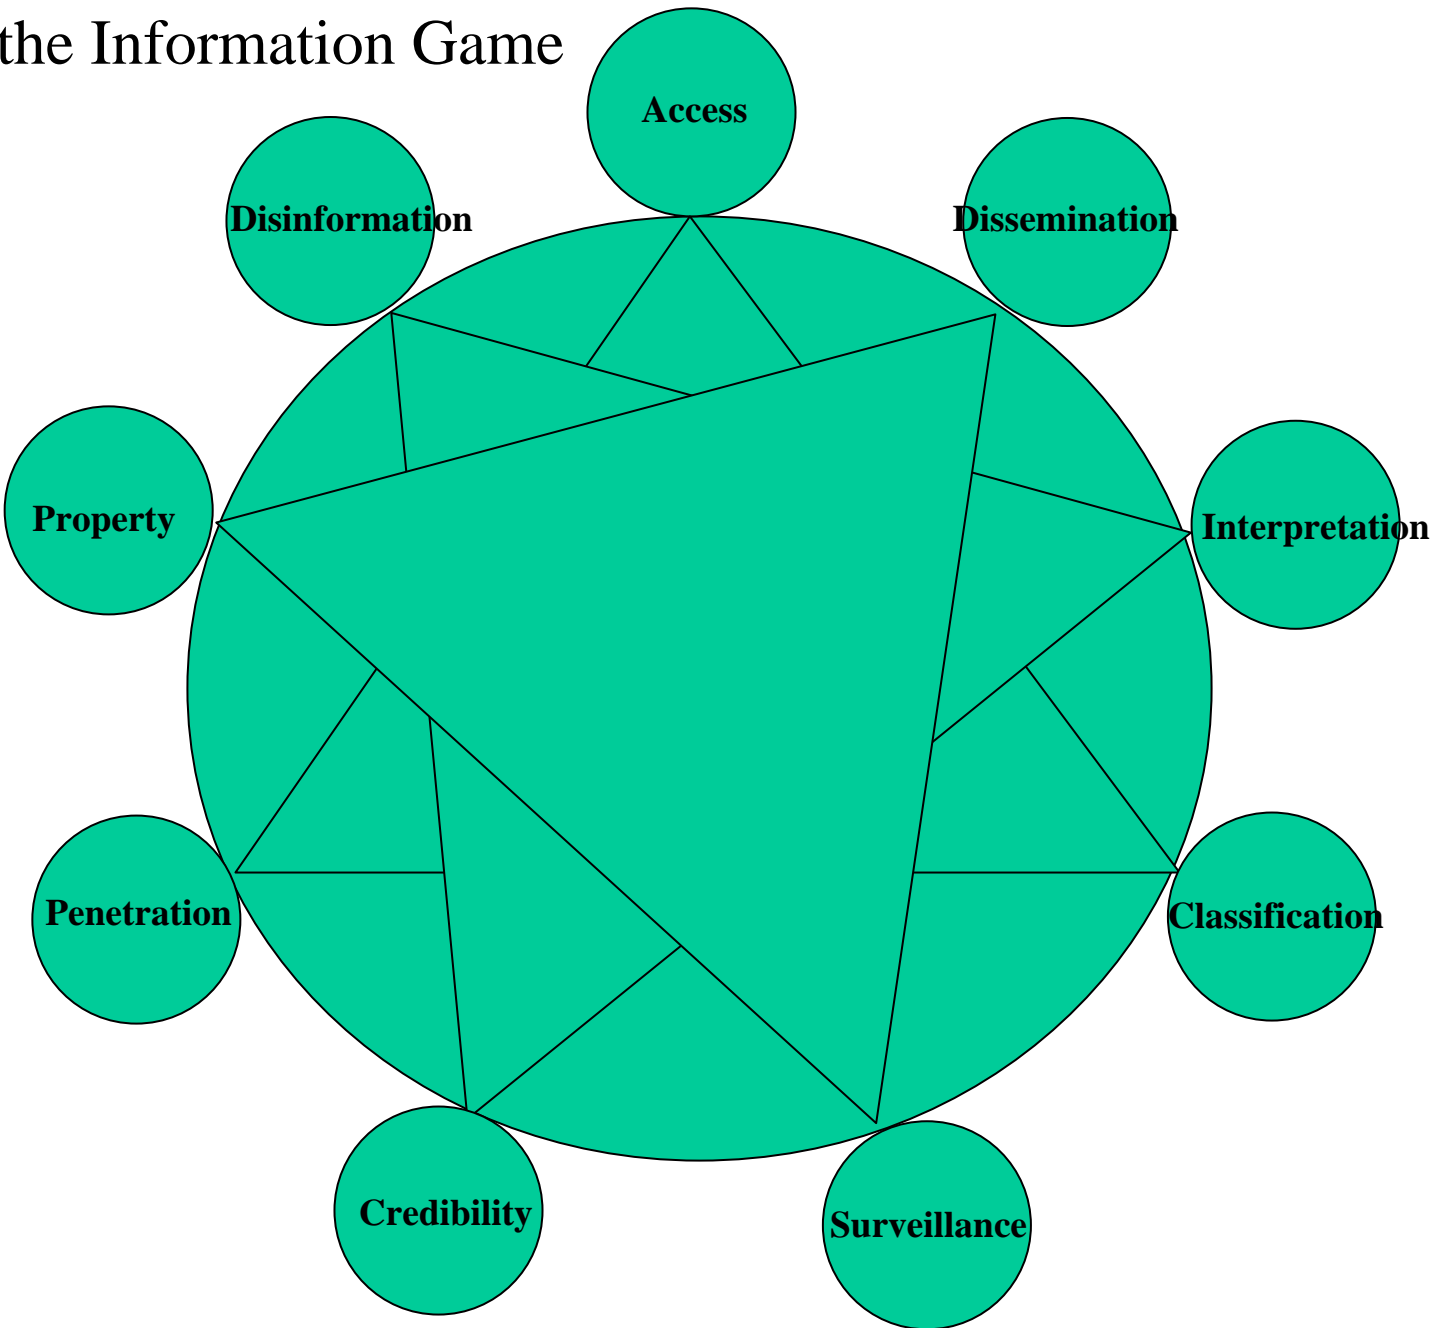 the Information Game
Access
Disinformation
Dissemination
Property
Interpretation
Penetration
Classification
Credibility
Surveillance